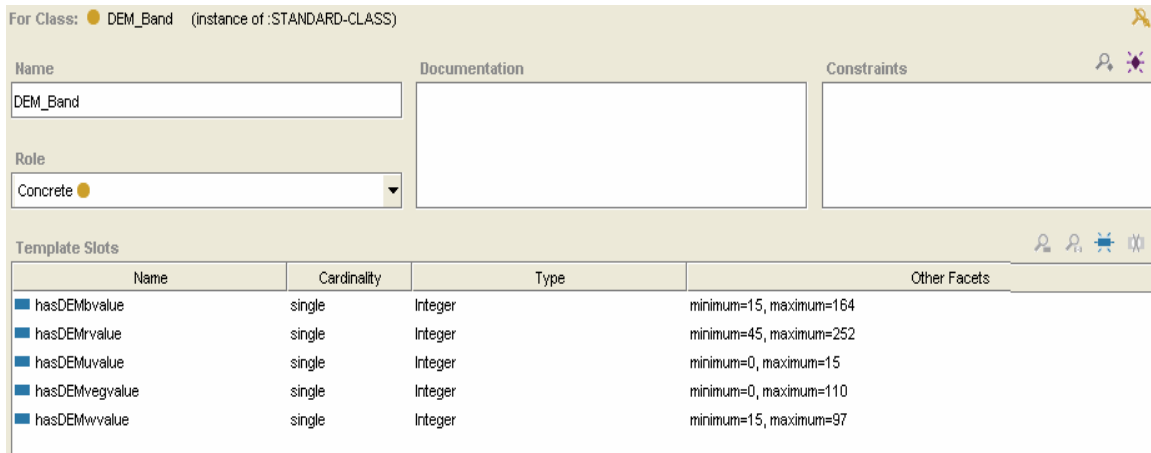 For Class: DEM_Band (instance of :STANDARD-CLASS)
Name Documentation Constraints
DEM_Band
Role
Concrete
Template Slots
Name Cardinality Type Other Facets
hasDEMbvalue single Integer minimum=15, maximum=164
hasDEMrvalue single Integer minimum=45, maximum=252
hasDEMuvalue single Integer minimum=0, maximum=15
hasDEMvegvalue single Integer minimum=0, maximum=110
hasDEMwvalue single Integer minimum=15, maximum=97